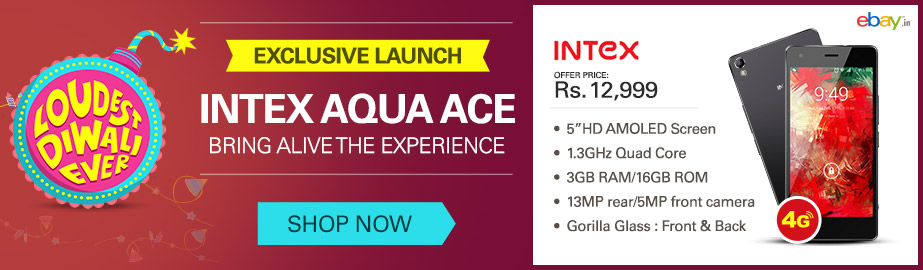 LOUDEST
DIWALI
EVER
EXCLUSIVE LAUNCH
INTEX AQUA ACE
BRING ALIVE THE EXPERIENCE
SHOP NOW
ebay.in
INTEX
OFFER PRICE:
Rs. 12,999
• 5”HD AMOLED Screen
• 1.3GHz Quad Core
• 3GB RAM/16GB ROM
• 13MP rear/5MP front camera
• Gorilla Glass : Front & Back
9:49
4G